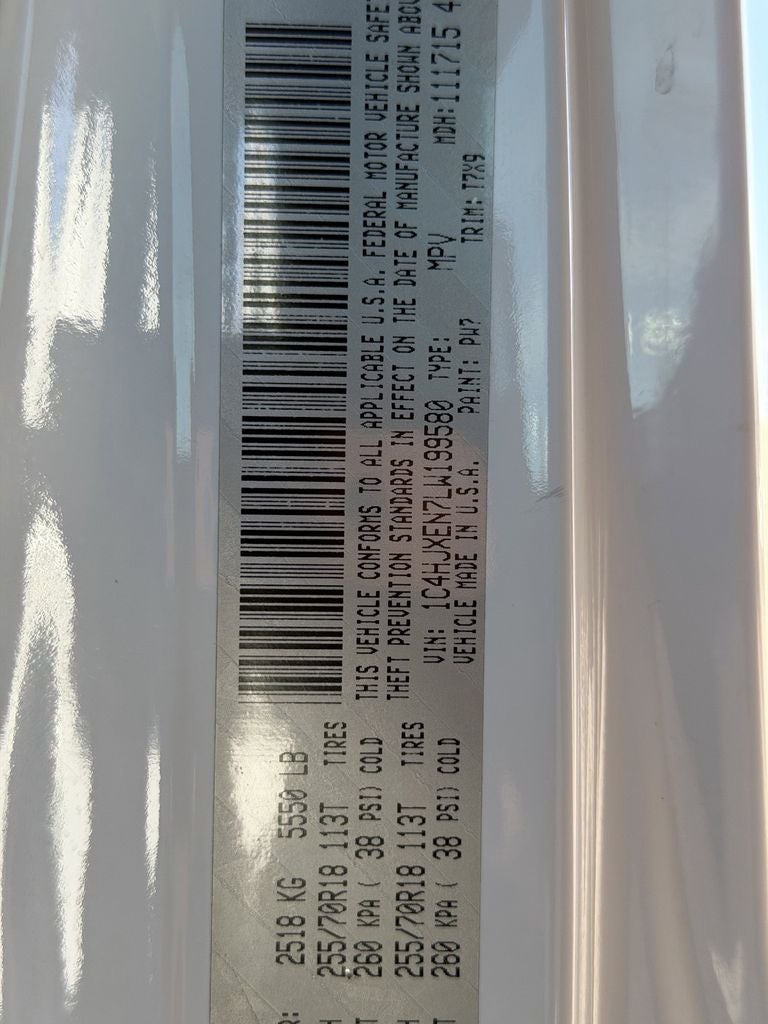 R: 2518 KG 5550 LB
255/70R18 113T TIRES
260 KPA ( 38 PSI) COLD
255/70R18 113T TIRES
260 KPA ( 38 PSI) COLD
THIS VEHICLE CONFORMS TO ALL APPLICABLE U.S.A. FEDERAL MOTOR VEHICLE SAFE
THEFT PREVENTION STANDARDS IN EFFECT ON THE DATE OF MANUFACTURE SHOWN ABOV
VIN: 1C4HJXEN7LW199580 TYPE: MPV MDH:111715 4
VEHICLE MADE IN U.S.A. PAINT: PW7 TRIM: T7X9